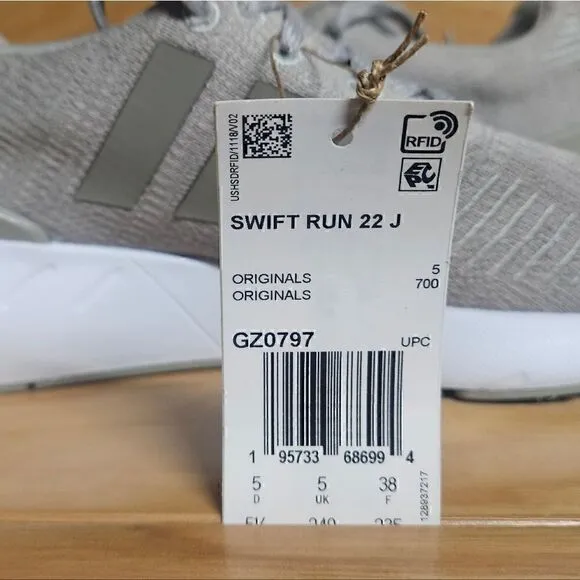 USHSDRFID/1118/V02
RFID
EPC
SWIFT RUN 22 J
5
ORIGINALS 700
ORIGINALS
GZ0797 UPC
1 95733 68699 4
5 5 38
D UK F
128937217